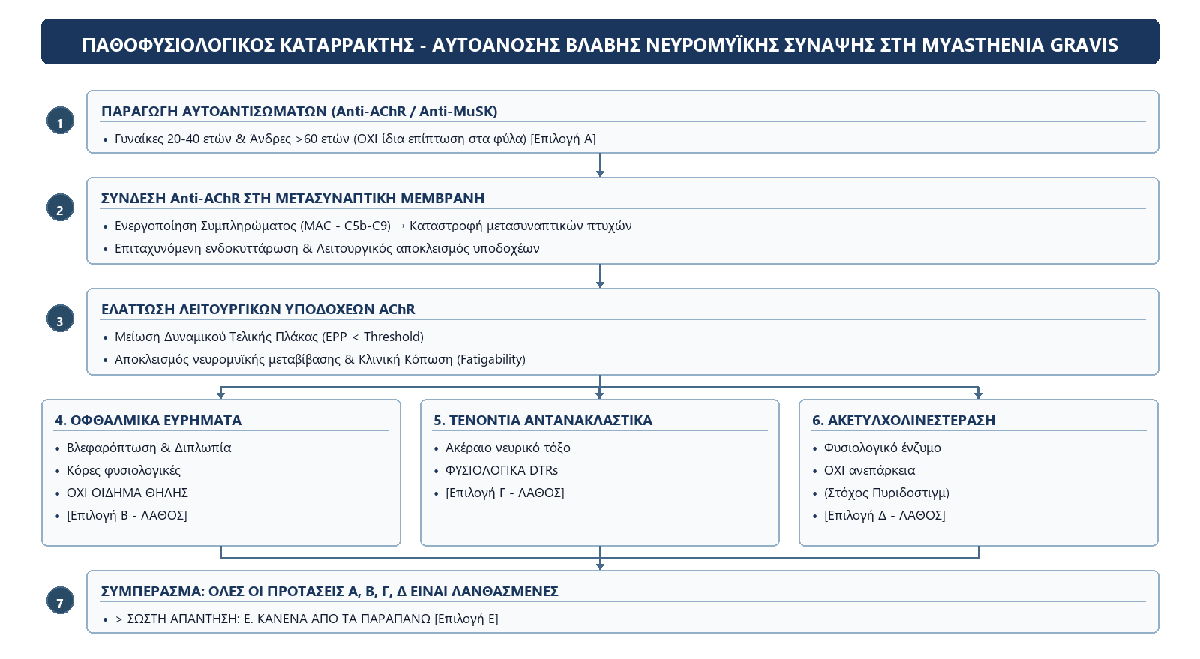 ΠΑΘΟΦΥΣΙΟΛΟΓΙΚΟΣ ΚΑΤΑΡΡΑΚΤΗΣ - ΑΥΤΟΑΝΟΣΗΣ ΒΛΑΒΗΣ ΝΕΥΡΟΜΥΪΚΗΣ ΣΥΝΑΨΗΣ ΣΤΗ MYASTHENIA GRAVIS
1
ΠΑΡΑΓΩΓΗ ΑΥΤΟΑΝΤΙΣΩΜΑΤΩΝ (Anti-AChR / Anti-MuSK)
• Γυναίκες 20-40 ετών & Άνδρες >60 ετών (ΟΧΙ ίδια επίπτωση στα φύλα) [Επιλογή Α]
2
ΣΥΝΔΕΣΗ Anti-AChR ΣΤΗ ΜΕΤΑΣΥΝΑΠΤΙΚΗ ΜΕΜΒΡΑΝΗ
• Ενεργοποίηση Συμπληρώματος (MAC - C5b-C9) → Καταστροφή μετασυναπτικών πτυχών
• Επιταχυνόμενη ενδοκυττάρωση & Λειτουργικός αποκλεισμός υποδοχέων
3
ΕΛΑΤΤΩΣΗ ΛΕΙΤΟΥΡΓΙΚΩΝ ΥΠΟΔΟΧΕΩΝ AChR
• Μείωση Δυναμικού Τελικής Πλάκας (EPP < Threshold)
• Αποκλεισμός νευρομυϊκής μεταβίβασης & Κλινική Κόπωση (Fatigability)
4. ΟΦΘΑΛΜΙΚΑ ΕΥΡΗΜΑΤΑ
• Βλεφαρόπτωση & Διπλωπία
• Κόρες φυσιολογικές
• ΟΧΙ ΟΙΔΗΜΑ ΘΗΛΗΣ
• [Επιλογή Β - ΛΑΘΟΣ]
5. ΤΕΝΟΝΤΙΑ ΑΝΤΑΝΑΚΛΑΣΤΙΚΑ
• Ακέραιο νευρικό τόξο
• ΦΥΣΙΟΛΟΓΙΚΑ DTRs
• [Επιλογή Γ - ΛΑΘΟΣ]
6. ΑΚΕΤΥΛΧΟΛΙΝΕΣΤΕΡΑΣΗ
• Φυσιολογικό ένζυμο
• ΟΧΙ ανεπάρκεια
• (Στόχος Πυριδοστιγμ)
• [Επιλογή Δ - ΛΑΘΟΣ]
7
ΣΥΜΠΕΡΑΣΜΑ: ΟΛΕΣ ΟΙ ΠΡΟΤΑΣΕΙΣ Α, Β, Γ, Δ ΕΙΝΑΙ ΛΑΝΘΑΣΜΕΝΕΣ
• > ΣΩΣΤΗ ΑΠΑΝΤΗΣΗ: Ε. ΚΑΝΕΝΑ ΑΠΟ ΤΑ ΠΑΡΑΠΑΝΩ [Επιλογή Ε]